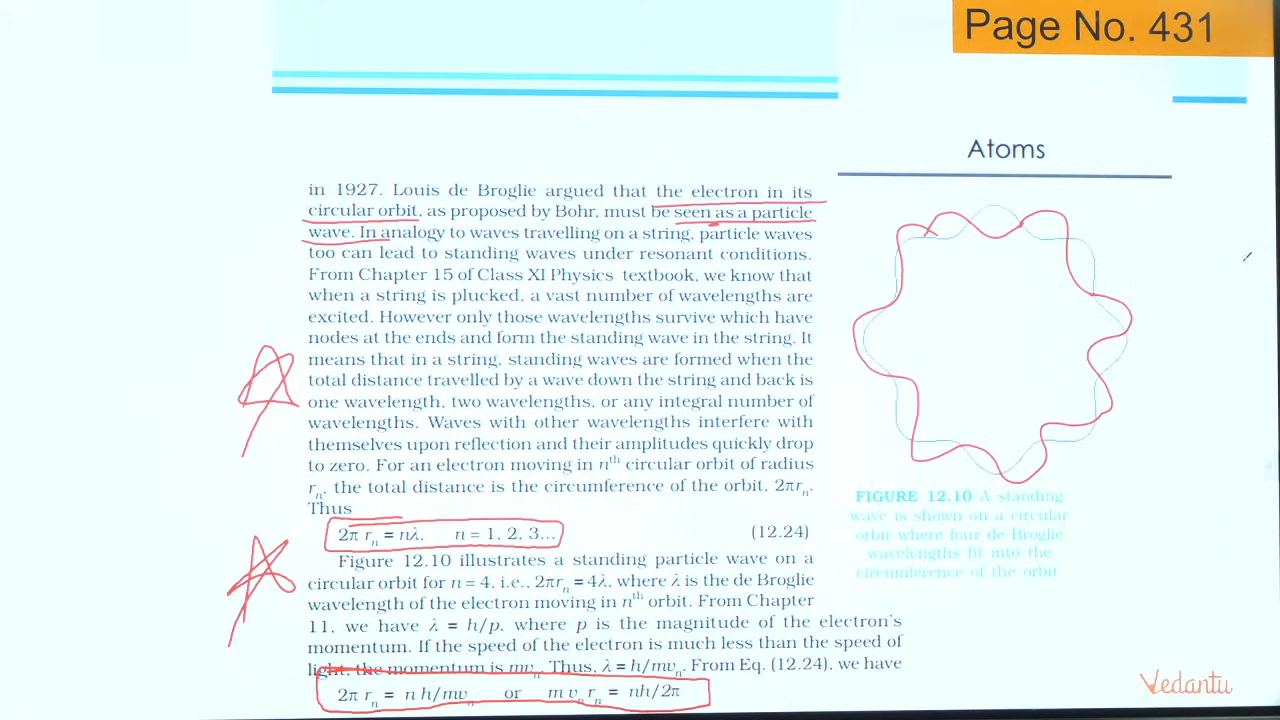 Page No. 431
Atoms
in 1927. Louis de Broglie argued that the electron in its
circular orbit, as proposed by Bohr, must be seen as a particle
wave. In analogy to waves travelling on a string, particle waves
too can lead to standing waves under resonant conditions.
From Chapter 15 of Class XI Physics textbook, we know that
when a string is plucked, a vast number of wavelengths are
excited. However only those wavelengths survive which have
nodes at the ends and form the standing wave in the string. It
means that in a string, standing waves are formed when the
total distance travelled by a wave down the string and back is
one wavelength, two wavelengths, or any integral number of
wavelengths. Waves with other wavelengths interfere with
themselves upon reflection and their amplitudes quickly drop
to zero. For an electron moving in nth circular orbit of radius
rn, the total distance is the circumference of the orbit, 2πrn.
Thus
2π rn = nλ, n = 1, 2, 3... (12.24)
Figure 12.10 illustrates a standing particle wave on a
circular orbit for n = 4, i.e., 2πrn = 4λ, where λ is the de Broglie
wavelength of the electron moving in nth orbit. From Chapter
11, we have λ = h/p, where p is the magnitude of the electron's
momentum. If the speed of the electron is much less than the speed of
light, the momentum is mvn. Thus, λ = h/mvn. From Eq. (12.24), we have
2π rn = n h/mvn or m vn rn = nh/2π
FIGURE 12.10 A standing
wave is shown on a circular
orbit where four de Broglie
wavelengths fit into the
circumference of the orbit
Vedantu